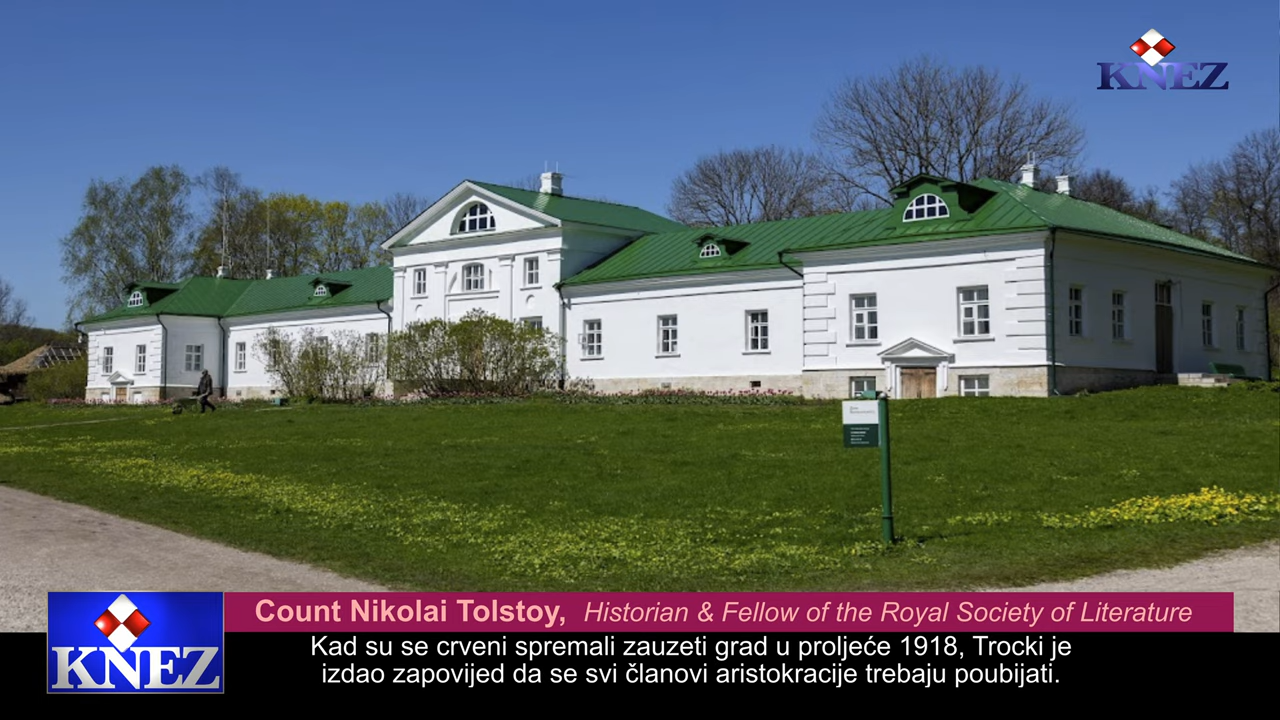 KNEZ
Count Nikolai Tolstoy, Historian & Fellow of the Royal Society of Literature
KNEZ
Kad su se crveni spremali zauzeti grad u proljeće 1918, Trocki je
izdao zapovijed da se svi članovi aristokracije trebaju poubijati.